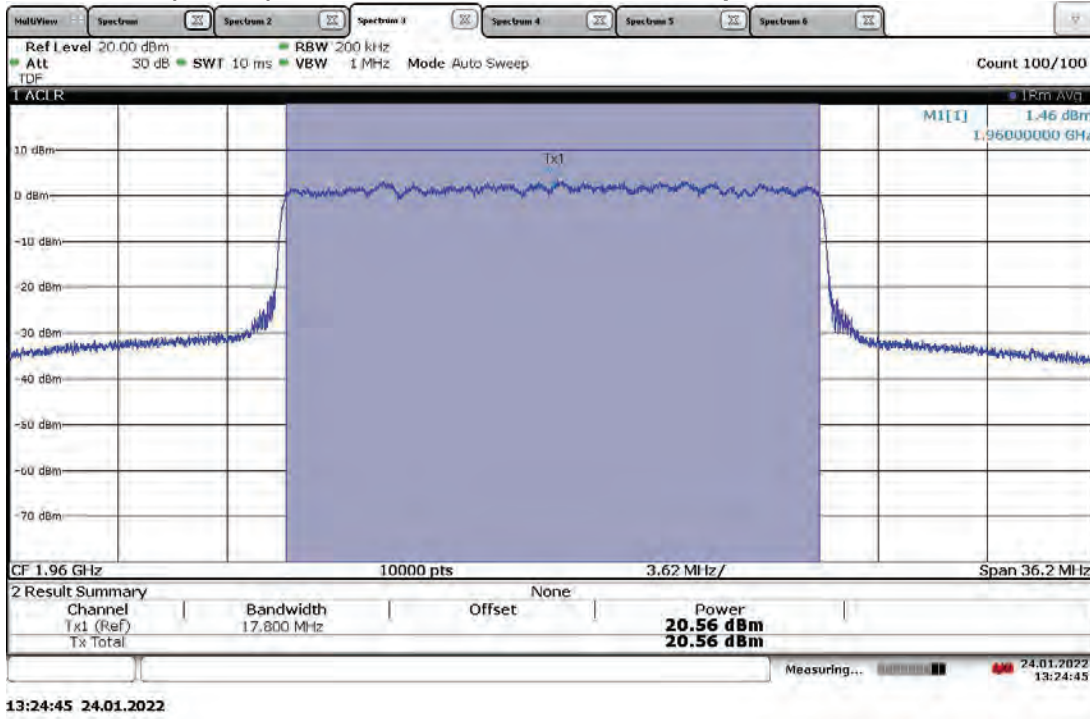 MultiView Spectrum Spectrum 2 Spectrum 3 Spectrum 4 Spectrum 5 Spectrum 6
Ref Level 20.00 dBm RBW 200 kHz
Att 30 dB SWT 10 ms VBW 1 MHz Mode Auto Sweep Count 100/100
TDF
1 ACLR 1Rm Avg
M1[1] 1.46 dBm
1.96000000 GHz
10 dBm
Tx1
0 dBm
-10 dBm
-20 dBm
-30 dBm
-40 dBm
-50 dBm
-60 dBm
-70 dBm
CF 1.96 GHz 10000 pts 3.62 MHz/ Span 36.2 MHz
2 Result Summary None
Channel Bandwidth Offset Power
Tx1 (Ref) 17.800 MHz 20.56 dBm
Tx Total 20.56 dBm
Measuring... 24.01.2022
13:24:45
13:24:45 24.01.2022